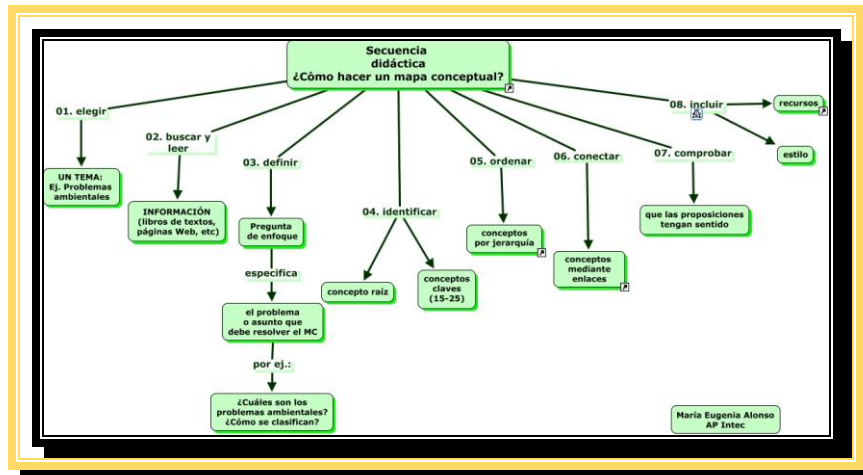 Secuencia
didáctica
¿Cómo hacer un mapa conceptual?
01. elegir
UN TEMA:
Ej. Problemas
ambientales
02. buscar y
leer
INFORMACIÓN
(libros de textos,
páginas Web, etc)
03. definir
Pregunta
de enfoque
especifica
el problema
o asunto que
debe resolver el MC
por ej.:
¿Cuáles son los
problemas ambientales?
¿Cómo se clasifican?
04. identificar
concepto raíz
conceptos
claves
(15-25)
05. ordenar
conceptos
por jerarquía
06. conectar
conceptos
mediante
enlaces
07. comprobar
que las proposiciones
tengan sentido
08. incluir
recursos
estilo
María Eugenia Alonso
AP Intec